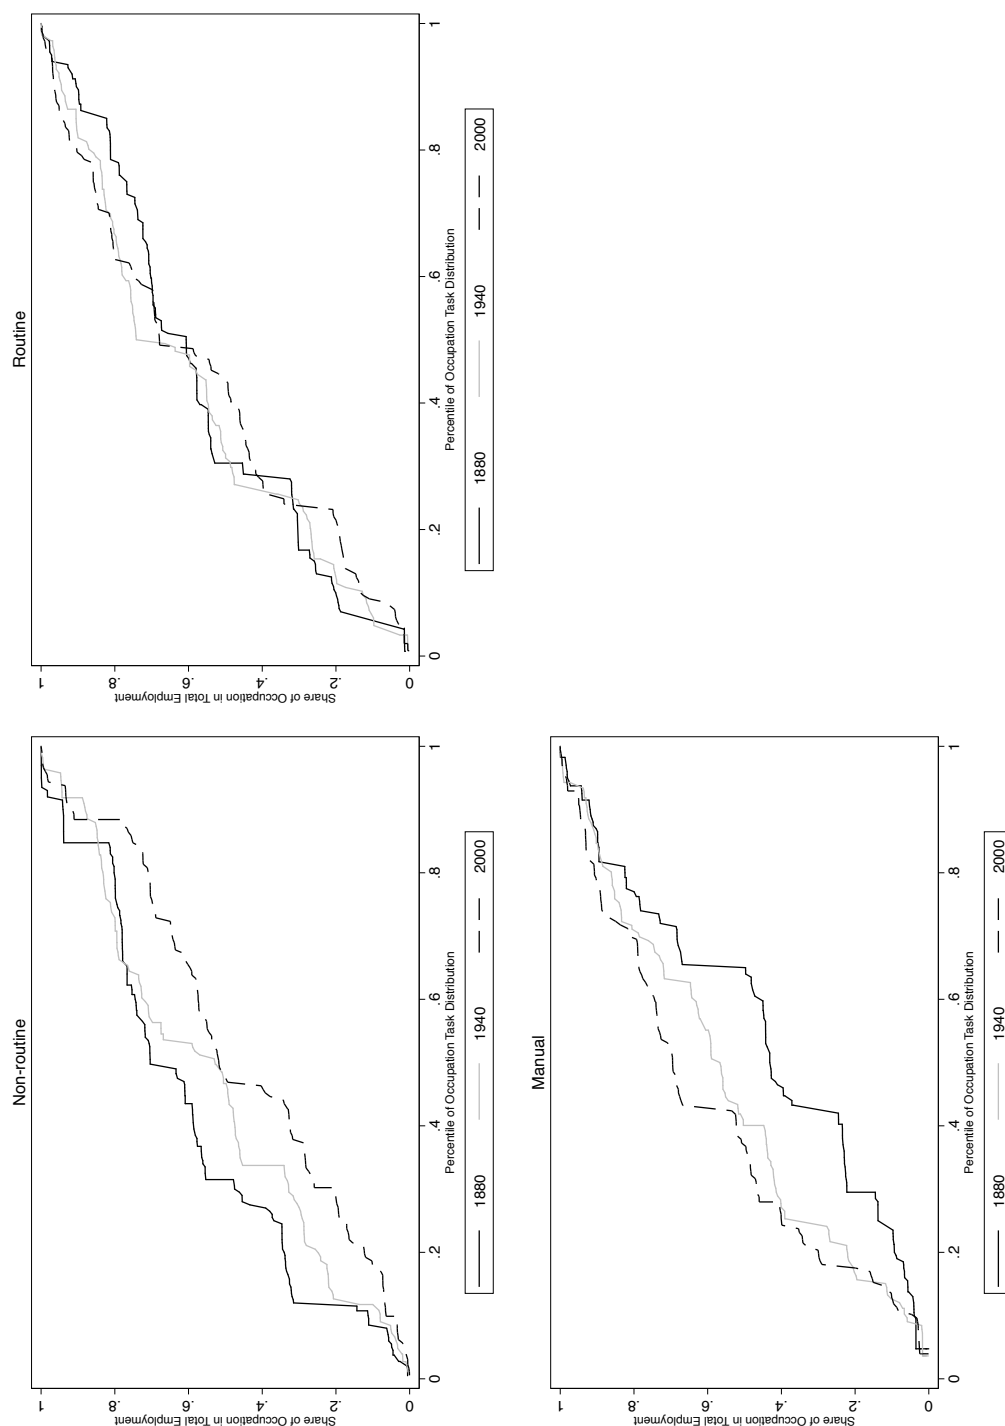 Non-routine
Share of Occupation in Total Employment
1
.8
.6
.4
.2
0
0 .2 .4 .6 .8 1
Percentile of Occupation Task Distribution
1880 1940 2000
Routine
Share of Occupation in Total Employment
1
.8
.6
.4
.2
0
0 .2 .4 .6 .8 1
Percentile of Occupation Task Distribution
1880 1940 2000
Manual
Share of Occupation in Total Employment
1
.8
.6
.4
.2
0
0 .2 .4 .6 .8 1
Percentile of Occupation Task Distribution
1880 1940 2000